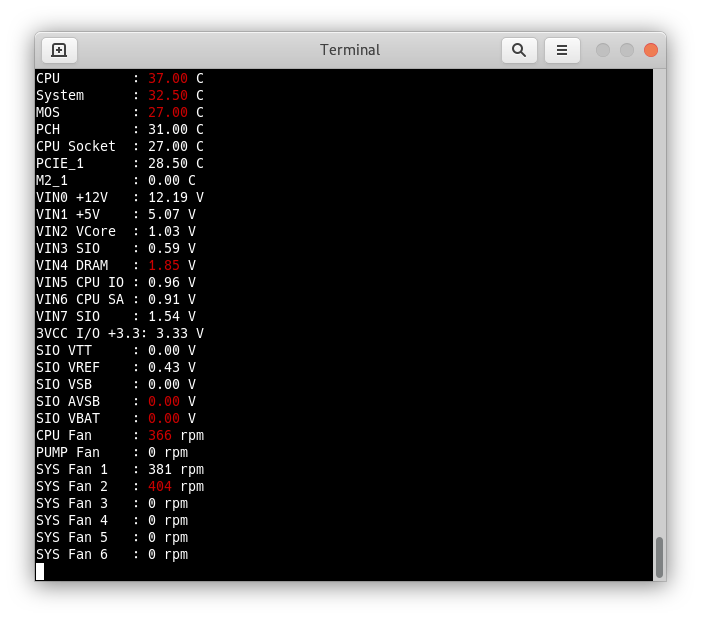 Terminal
CPU         : 37.00 C
System      : 32.50 C
MOS         : 27.00 C
PCH         : 31.00 C
CPU Socket  : 27.00 C
PCIE_1      : 28.50 C
M2_1        : 0.00 C
VIN0 +12V   : 12.19 V
VIN1 +5V    : 5.07 V
VIN2 VCore  : 1.03 V
VIN3 SIO    : 0.59 V
VIN4 DRAM   : 1.85 V
VIN5 CPU IO : 0.96 V
VIN6 CPU SA : 0.91 V
VIN7 SIO    : 1.54 V
3VCC I/O +3.3: 3.33 V
SIO VTT     : 0.00 V
SIO VREF    : 0.43 V
SIO VSB     : 0.00 V
SIO AVSB    : 0.00 V
SIO VBAT    : 0.00 V
CPU Fan     : 366 rpm
PUMP Fan    : 0 rpm
SYS Fan 1   : 381 rpm
SYS Fan 2   : 404 rpm
SYS Fan 3   : 0 rpm
SYS Fan 4   : 0 rpm
SYS Fan 5   : 0 rpm
SYS Fan 6   : 0 rpm